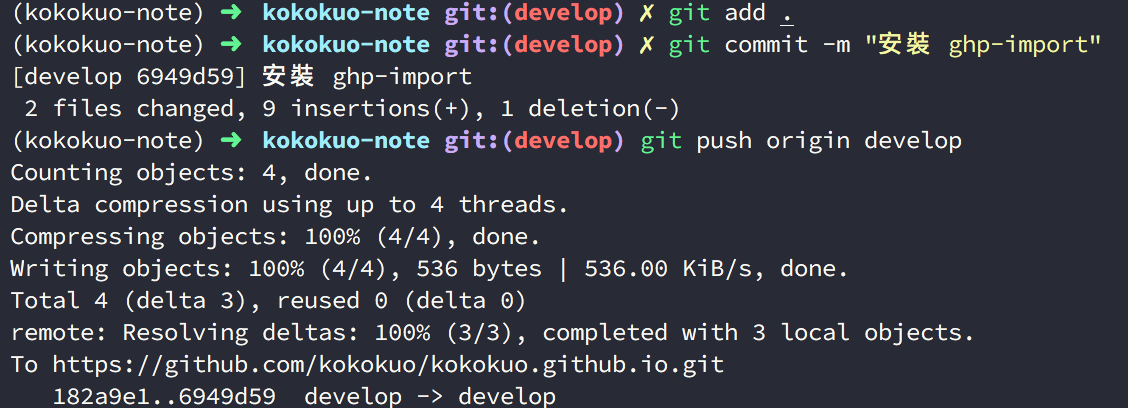 (kokokuo-note) ➜  kokokuo-note git:(develop) ✗ git add .
(kokokuo-note) ➜  kokokuo-note git:(develop) ✗ git commit -m "安裝 ghp-import"
[develop 6949d59] 安裝 ghp-import
 2 files changed, 9 insertions(+), 1 deletion(-)
(kokokuo-note) ➜  kokokuo-note git:(develop) git push origin develop
Counting objects: 4, done.
Delta compression using up to 4 threads.
Compressing objects: 100% (4/4), done.
Writing objects: 100% (4/4), 536 bytes | 536.00 KiB/s, done.
Total 4 (delta 3), reused 0 (delta 0)
remote: Resolving deltas: 100% (3/3), completed with 3 local objects.
To https://github.com/kokokuo/kokokuo.github.io.git
   182a9e1..6949d59  develop -> develop